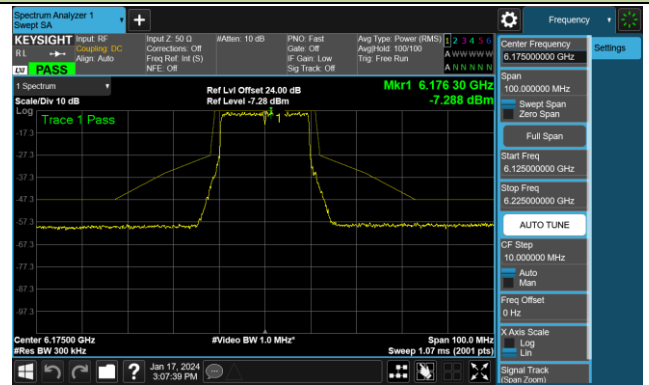 Spectrum Analyzer 1
Swept SA
Frequency
KEYSIGHT Input: RF
RL
Coupling: DC
Align: Auto
LXI PASS
Input Z: 50 Ω
Corrections: Off
Freq Ref: Int (S)
NFE: Off
#Atten: 10 dB
PNO: Fast
Gate: Off
IF Gain: Low
Sig Track: Off
Avg Type: Power (RMS)
Avg|Hold: 100/100
Trig: Free Run
1 2 3 4 5 6
A W W W W W
A N N N N N
1 Spectrum
Scale/Div 10 dB
Ref Lvl Offset 24.00 dB
Ref Level -7.28 dBm
Mkr1 6.176 30 GHz
-7.288 dBm
Log
Trace 1 Pass
1
-17.3
-27.3
-37.3
-47.3
-57.3
-67.3
-77.3
-87.3
-97.3
Center 6.17500 GHz
#Res BW 300 kHz
#Video BW 1.0 MHz*
Span 100.0 MHz
Sweep 1.07 ms (2001 pts)
Jan 17, 2024
3:07:39 PM
Center Frequency
6.175000000 GHz
Settings
Span
100.000000 MHz
Swept Span
Zero Span
Full Span
Start Freq
6.125000000 GHz
Stop Freq
6.225000000 GHz
AUTO TUNE
CF Step
10.000000 MHz
Auto
Man
Freq Offset
0 Hz
X Axis Scale
Log
Lin
Signal Track
(Span Zoom)